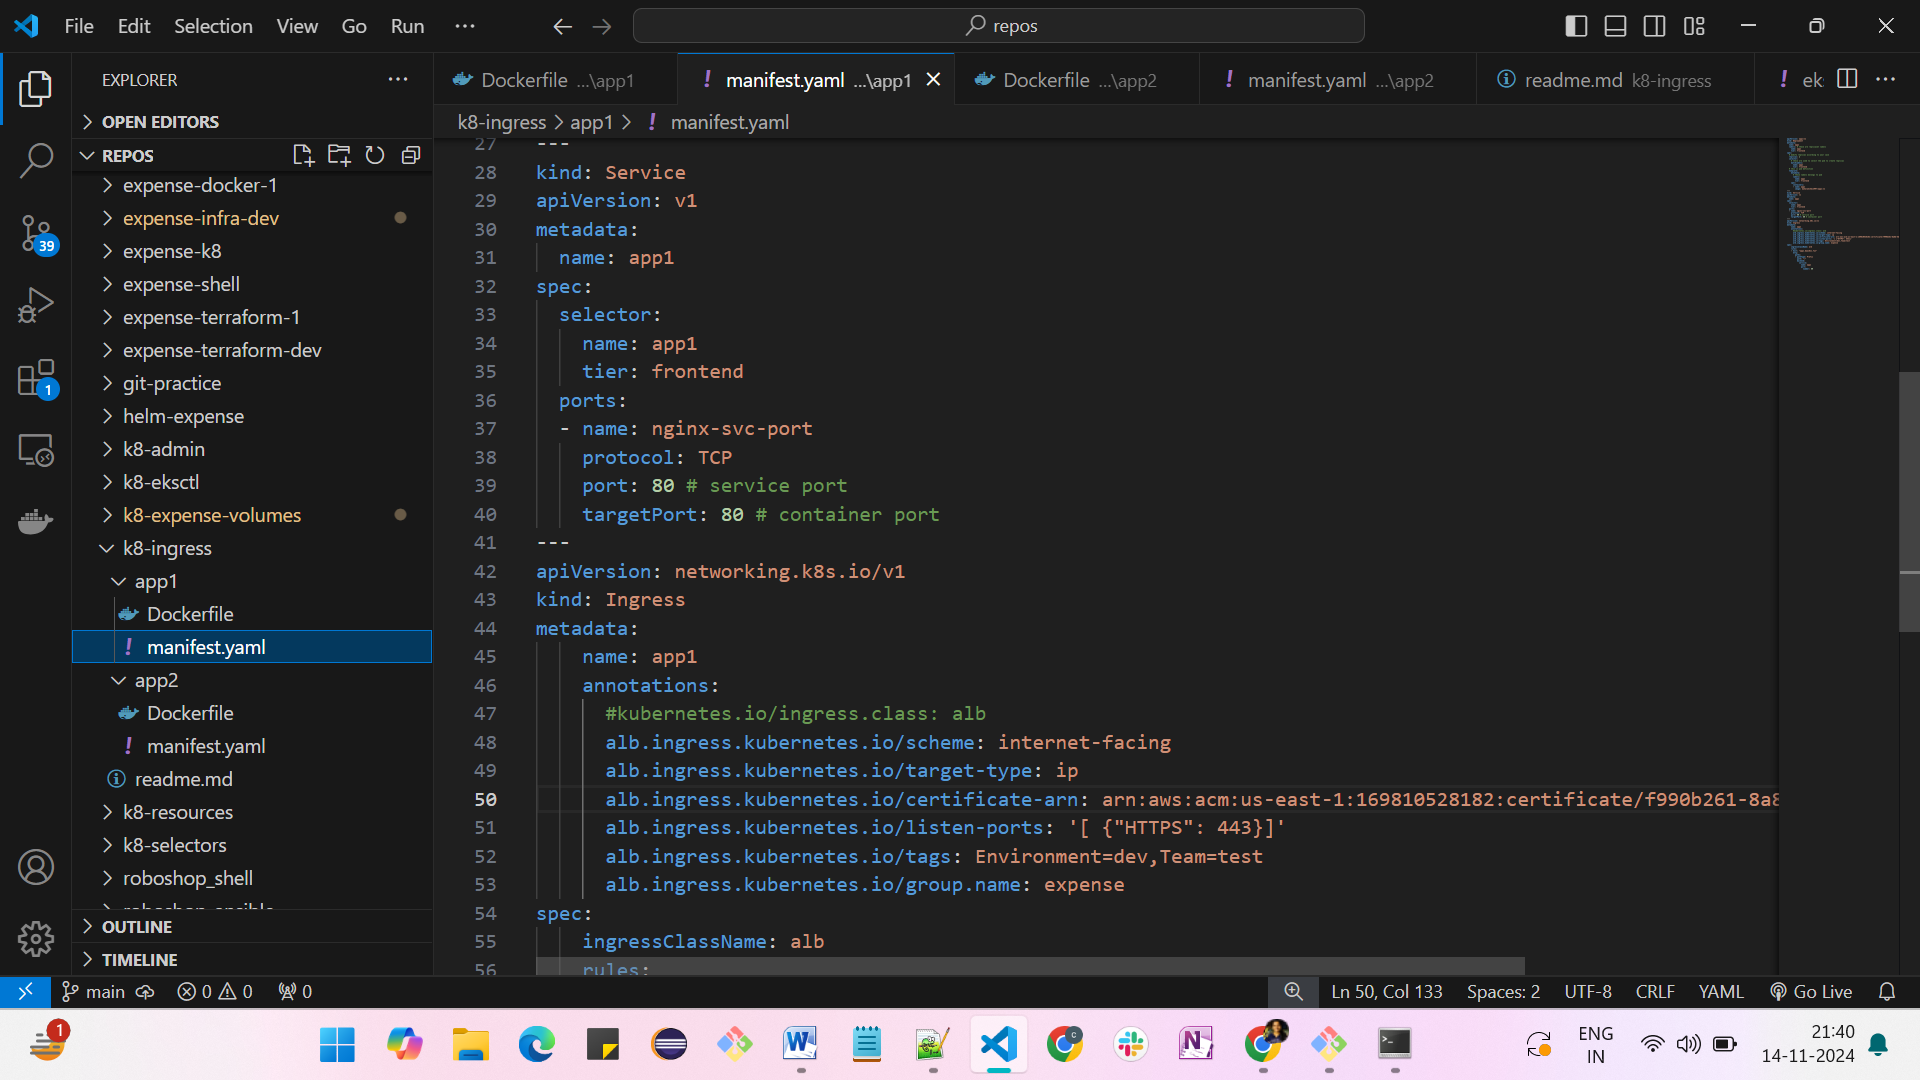 File Edit Selection View Go Run ···
repos
EXPLORER
OPEN EDITORS
REPOS
expense-docker-1
expense-infra-dev
expense-k8
expense-shell
expense-terraform-1
expense-terraform-dev
git-practice
helm-expense
k8-admin
k8-eksctl
k8-expense-volumes
k8-ingress
app1
Dockerfile
! manifest.yaml
app2
Dockerfile
! manifest.yaml
readme.md
k8-resources
k8-selectors
roboshop_shell
OUTLINE
TIMELINE
39
1
Dockerfile ...\app1
! manifest.yaml ...\app1
Dockerfile ...\app2
! manifest.yaml ...\app2
readme.md k8-ingress
! eks
k8-ingress > app1 > ! manifest.yaml
27 ---
28 kind: Service
29 apiVersion: v1
30 metadata:
31 name: app1
32 spec:
33 selector:
34 name: app1
35 tier: frontend
36 ports:
37 - name: nginx-svc-port
38 protocol: TCP
39 port: 80 # service port
40 targetPort: 80 # container port
41 ---
42 apiVersion: networking.k8s.io/v1
43 kind: Ingress
44 metadata:
45 name: app1
46 annotations:
47 #kubernetes.io/ingress.class: alb
48 alb.ingress.kubernetes.io/scheme: internet-facing
49 alb.ingress.kubernetes.io/target-type: ip
50 alb.ingress.kubernetes.io/certificate-arn: arn:aws:acm:us-east-1:169810528182:certificate/f990b261-8a8
51 alb.ingress.kubernetes.io/listen-ports: '[ {"HTTPS": 443}]'
52 alb.ingress.kubernetes.io/tags: Environment=dev,Team=test
53 alb.ingress.kubernetes.io/group.name: expense
54 spec:
55 ingressClassName: alb
56 rules:
main 0 0 0
Ln 50, Col 133 Spaces: 2 UTF-8 CRLF YAML Go Live
1
ENG
IN
21:40
14-11-2024